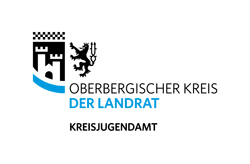 OBERBERGISCHER KREIS
DER LANDRAT
KREISJUGENDAMT